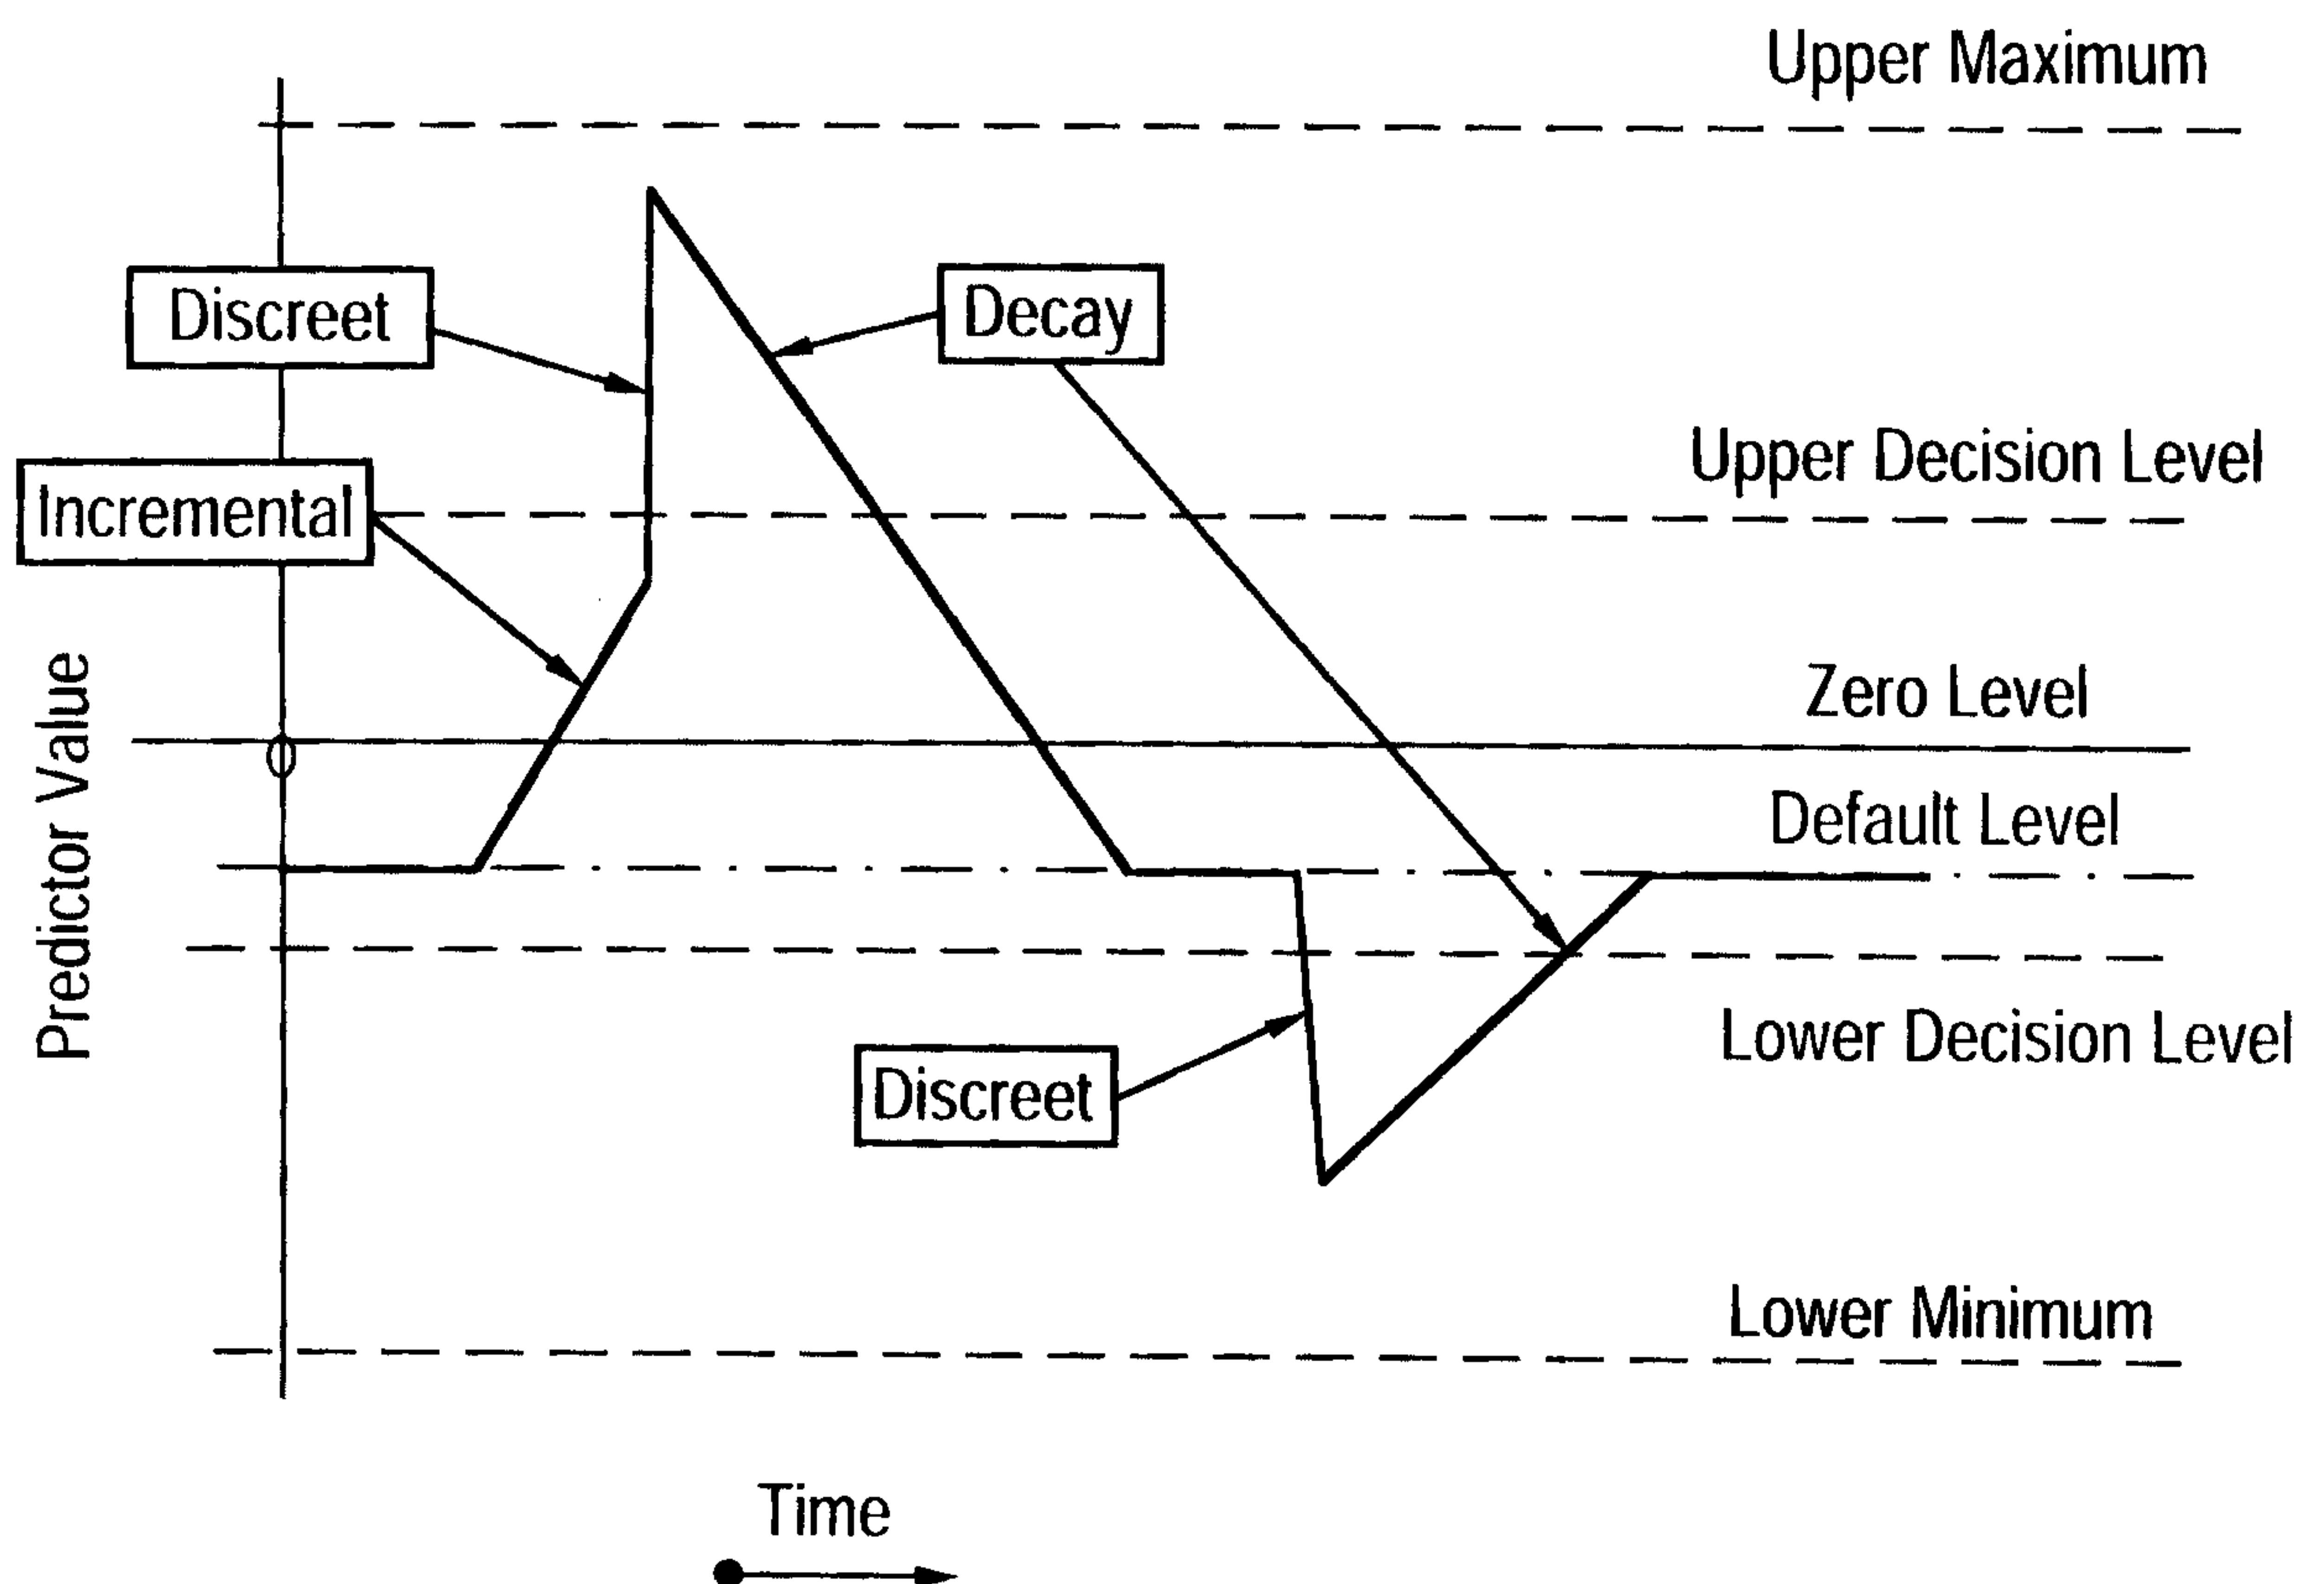 Upper Maximum
Discreet
Decay
Upper Decision Level
Incremental
Zero Level
Predictor Value
Default Level
Lower Decision Level
Discreet
Lower Minimum
Time